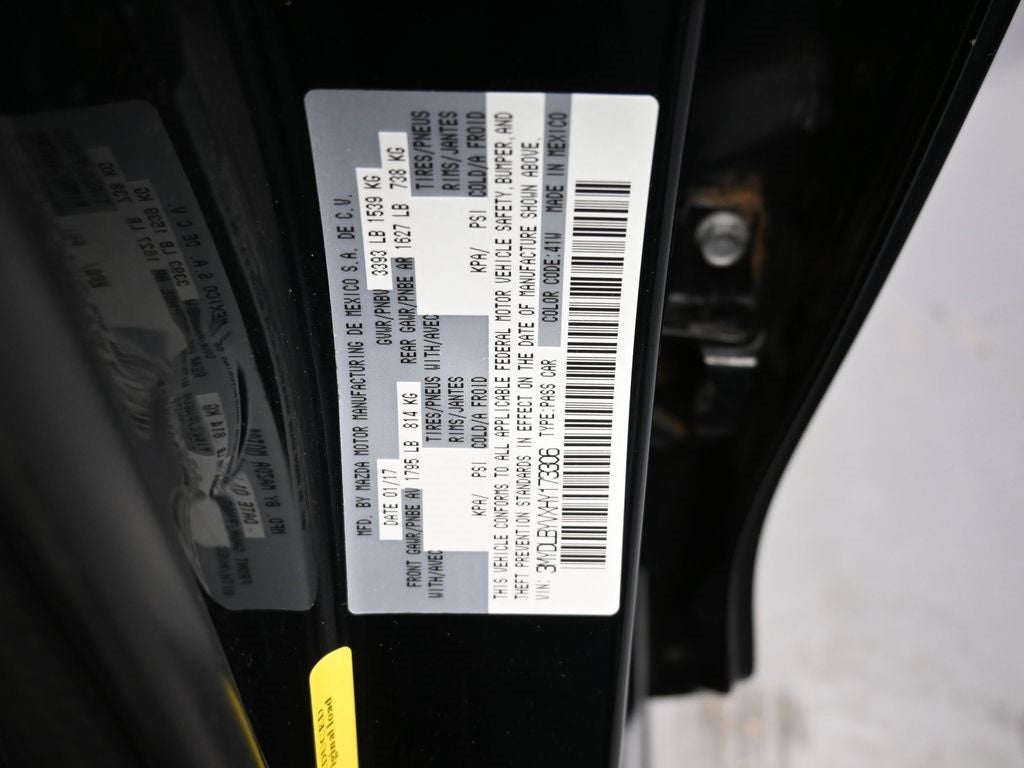 MFD. BY MAZDA MOTOR MANUFACTURING DE MEXICO S.A. DE C.V.
DATE 01/17 GVWR/PNBV 3393 LB 1539 KG
FRONT GAWR/PNBE AV 1795 LB 814 KG REAR GAWR/PNBE AR 1627 LB 738 KG
WITH/AVEC TIRES/PNEUS WITH/AVEC TIRES/PNEUS
RIMS/JANTES RIMS/JANTES
KPA/ PSI COLD/A FROID KPA/ PSI COLD/A FROID
THIS VEHICLE CONFORMS TO ALL APPLICABLE FEDERAL MOTOR VEHICLE SAFETY, BUMPER, AND
THEFT PREVENTION STANDARDS IN EFFECT ON THE DATE OF MANUFACTURE SHOWN ABOVE.
VIN: 3MYDLBYVXHY173306 TYPE:PASS CAR COLOR CODE:41W MADE IN MEXICO
load